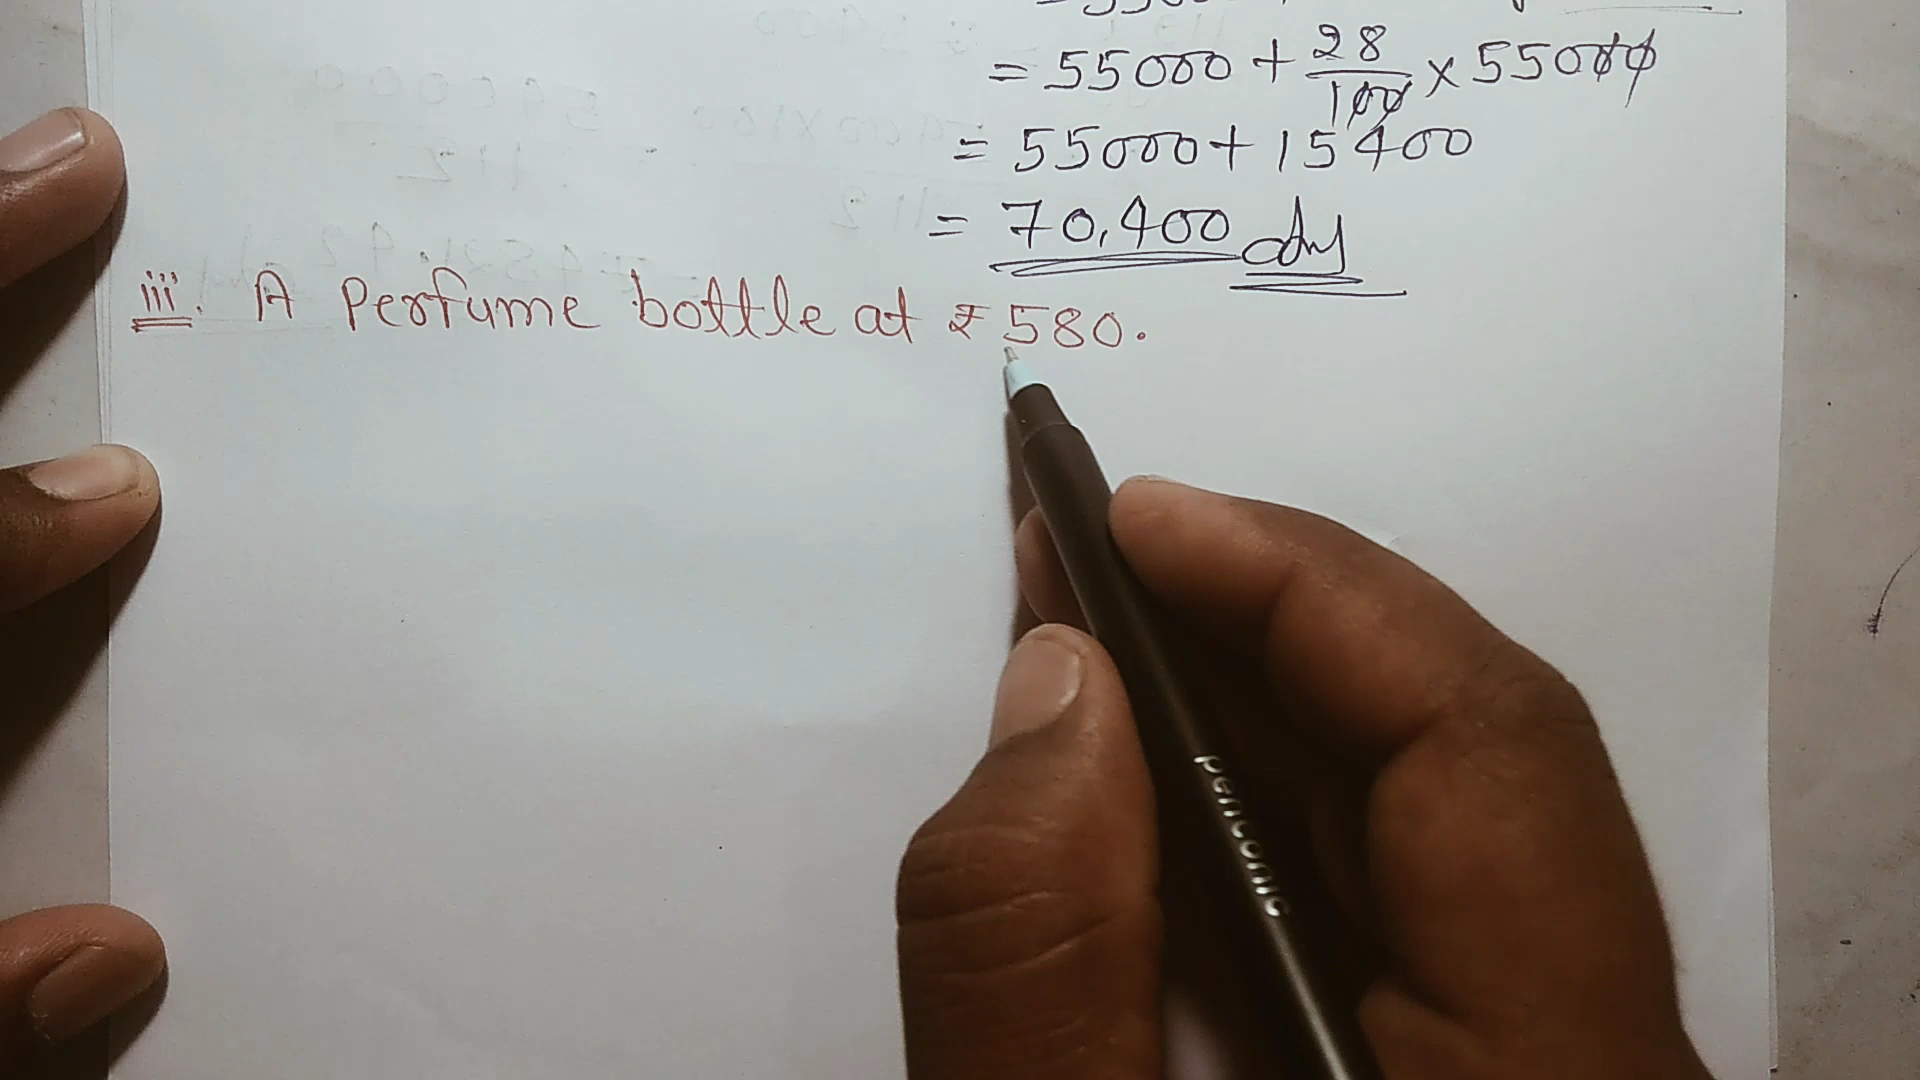 = 55000 + 28/100 × 55000
= 55000 + 15400
= 70,400 Ans
iii. A Perfume bottle at ₹580.
pentonic